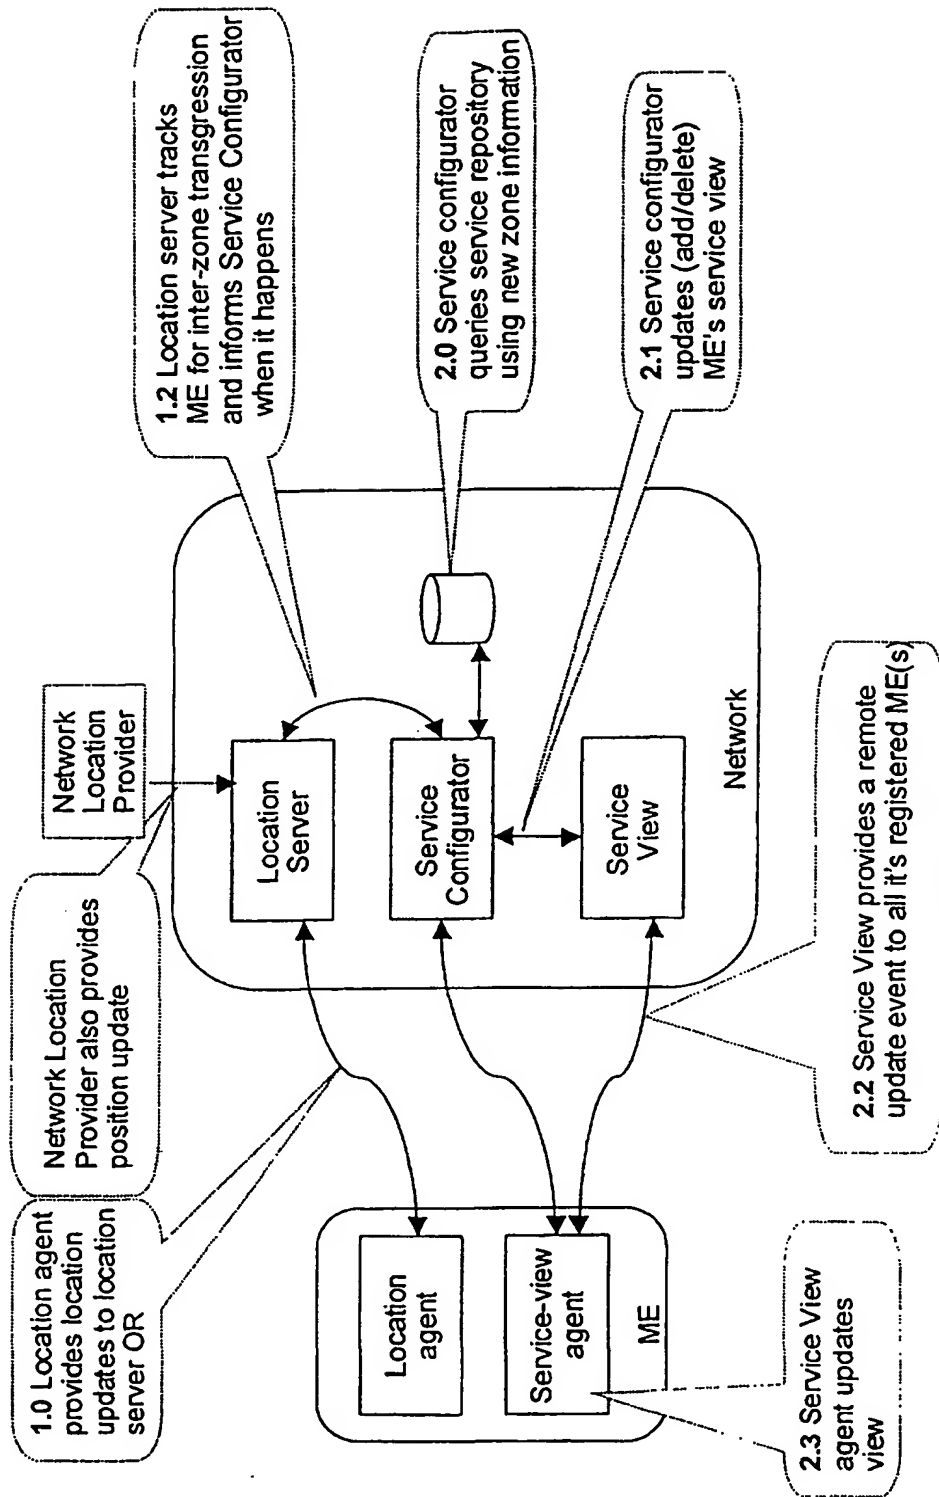 1.0 Location agent
provides location
updates to location
server OR
Network Location
Provider also provides
position update
Network
Location
Provider
1.2 Location server tracks
ME for inter-zone transgression
and informs Service Configurator
when it happens
Location
Server
2.0 Service configurator
queries service repository
using new zone information
Service
Configurator
2.1 Service configurator
updates (add/delete)
ME's service view
Service
View
Network
Location
agent
Service-view
agent
ME
2.3 Service View
agent updates
view
2.2 Service View provides a remote
update event to all it's registered ME(s)